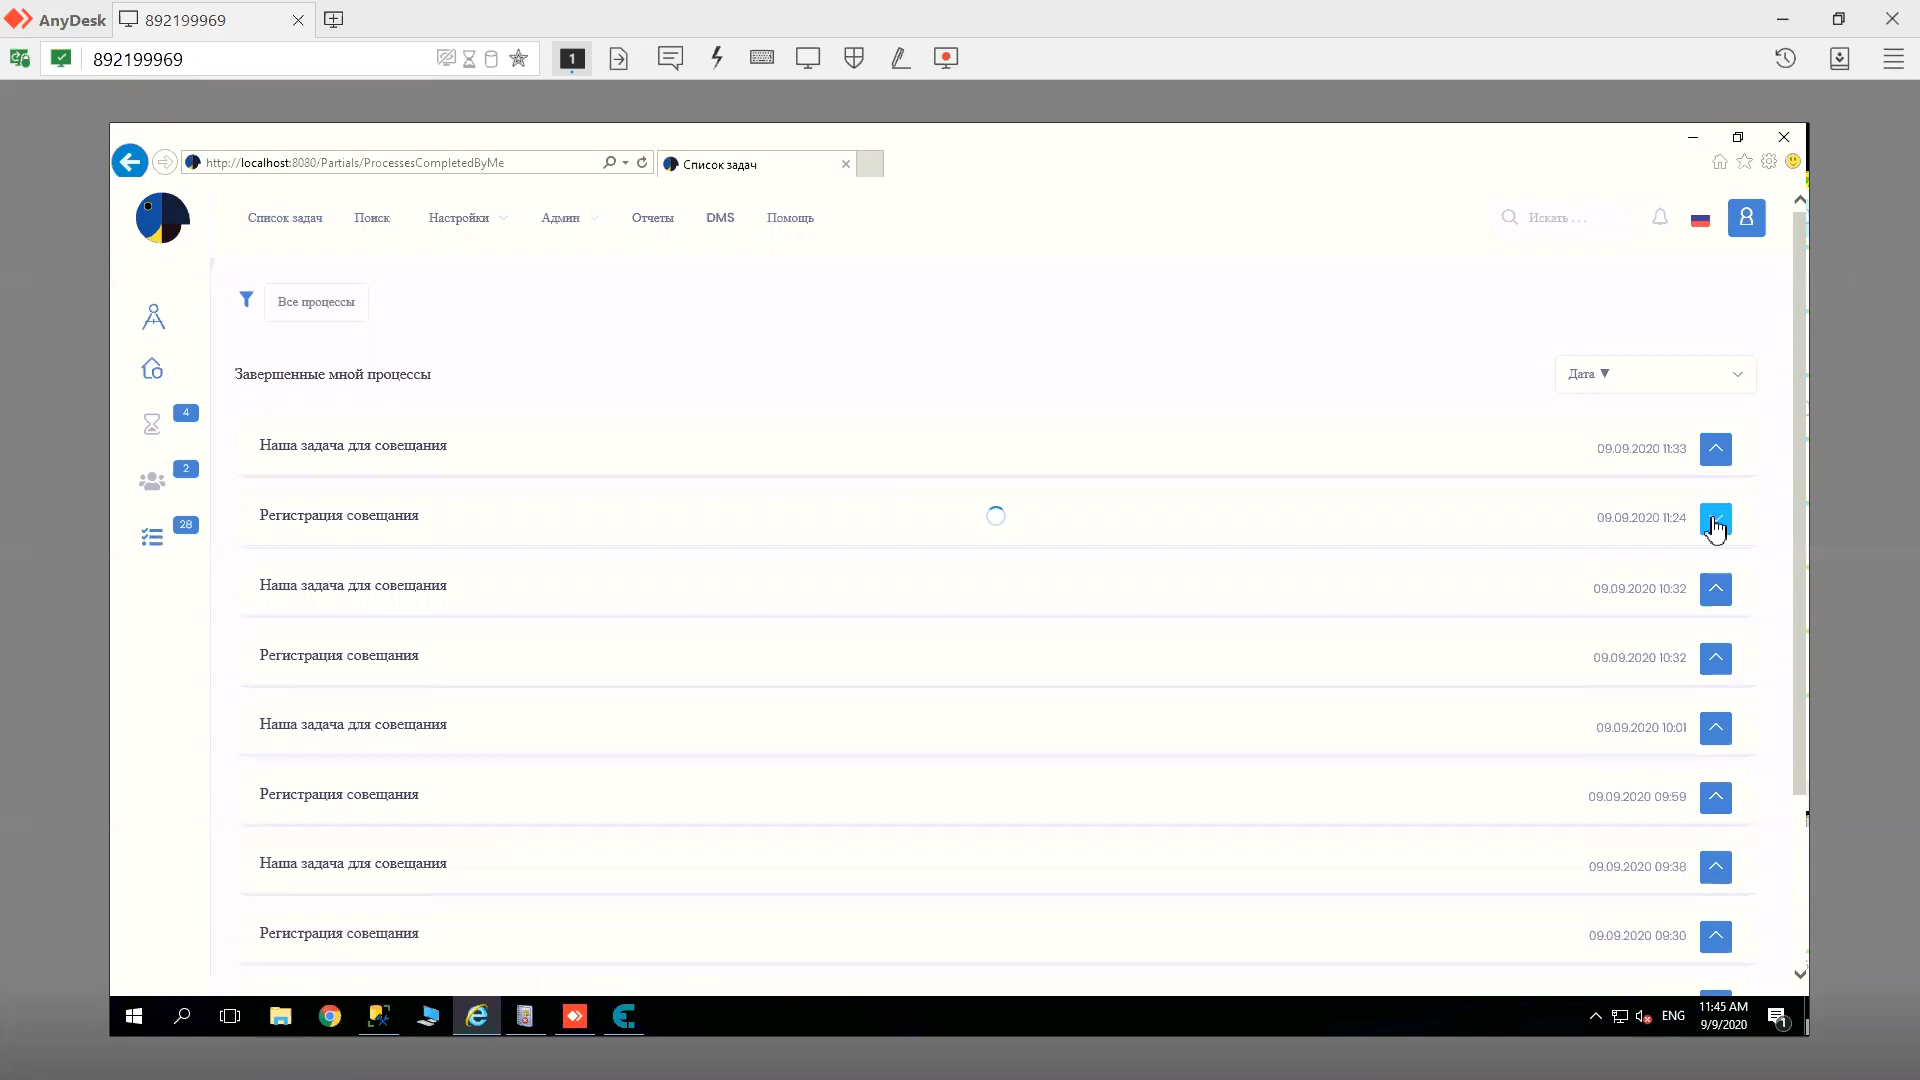 AnyDesk 892199969
892199969 1
http://localhost:8080/Partials/ProcessesCompletedByMe Список задач
Список задач Поиск Настройки Админ Отчеты DMS Помощь Искать . . .
Все процессы
Завершенные мной процессы Дата ▼
4
2
28
Наша задача для совещания 09.09.2020 11:33
Регистрация совещания 09.09.2020 11:24
Наша задача для совещания 09.09.2020 10:32
Регистрация совещания 09.09.2020 10:32
Наша задача для совещания 09.09.2020 10:01
Регистрация совещания 09.09.2020 09:59
Наша задача для совещания 09.09.2020 09:38
Регистрация совещания 09.09.2020 09:30
ENG 11:45 AM
9/9/2020 1